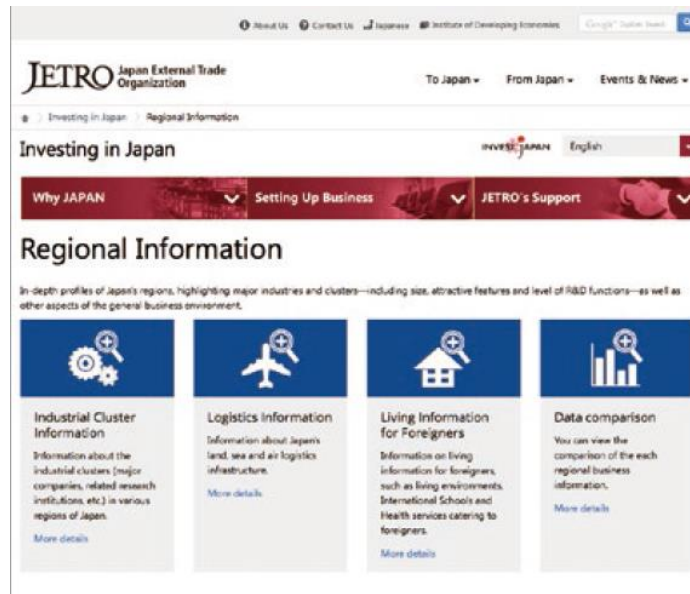 About Us Contact Us Japanese Institute of Developing Economies
JETRO Japan External Trade
Organization
To Japan From Japan Events & News
Investing in Japan Regional Information
Investing in Japan
INVEST JAPAN English
Why JAPAN Setting Up Business JETRO's Support
Regional Information
In-depth profiles of Japan's regions, highlighting major industries and clusters—including size, attractive features and level of R&D functions—as well as
other aspects of the general business environment.
Industrial Cluster
Information
Information about the
industrial clusters (major
companies, related research
institutions, etc.) in various
regions of Japan.
More details
Logistics Information
Information about Japan's
land, sea and air logistics
infrastructure.
More details
Living Information
for Foreigners
Information on living
information for foreigners,
such as living environments,
International Schools and
Health services catering to
foreigners.
More details
Data comparison
You can view the
comparison of the each
regional business
information.
More details